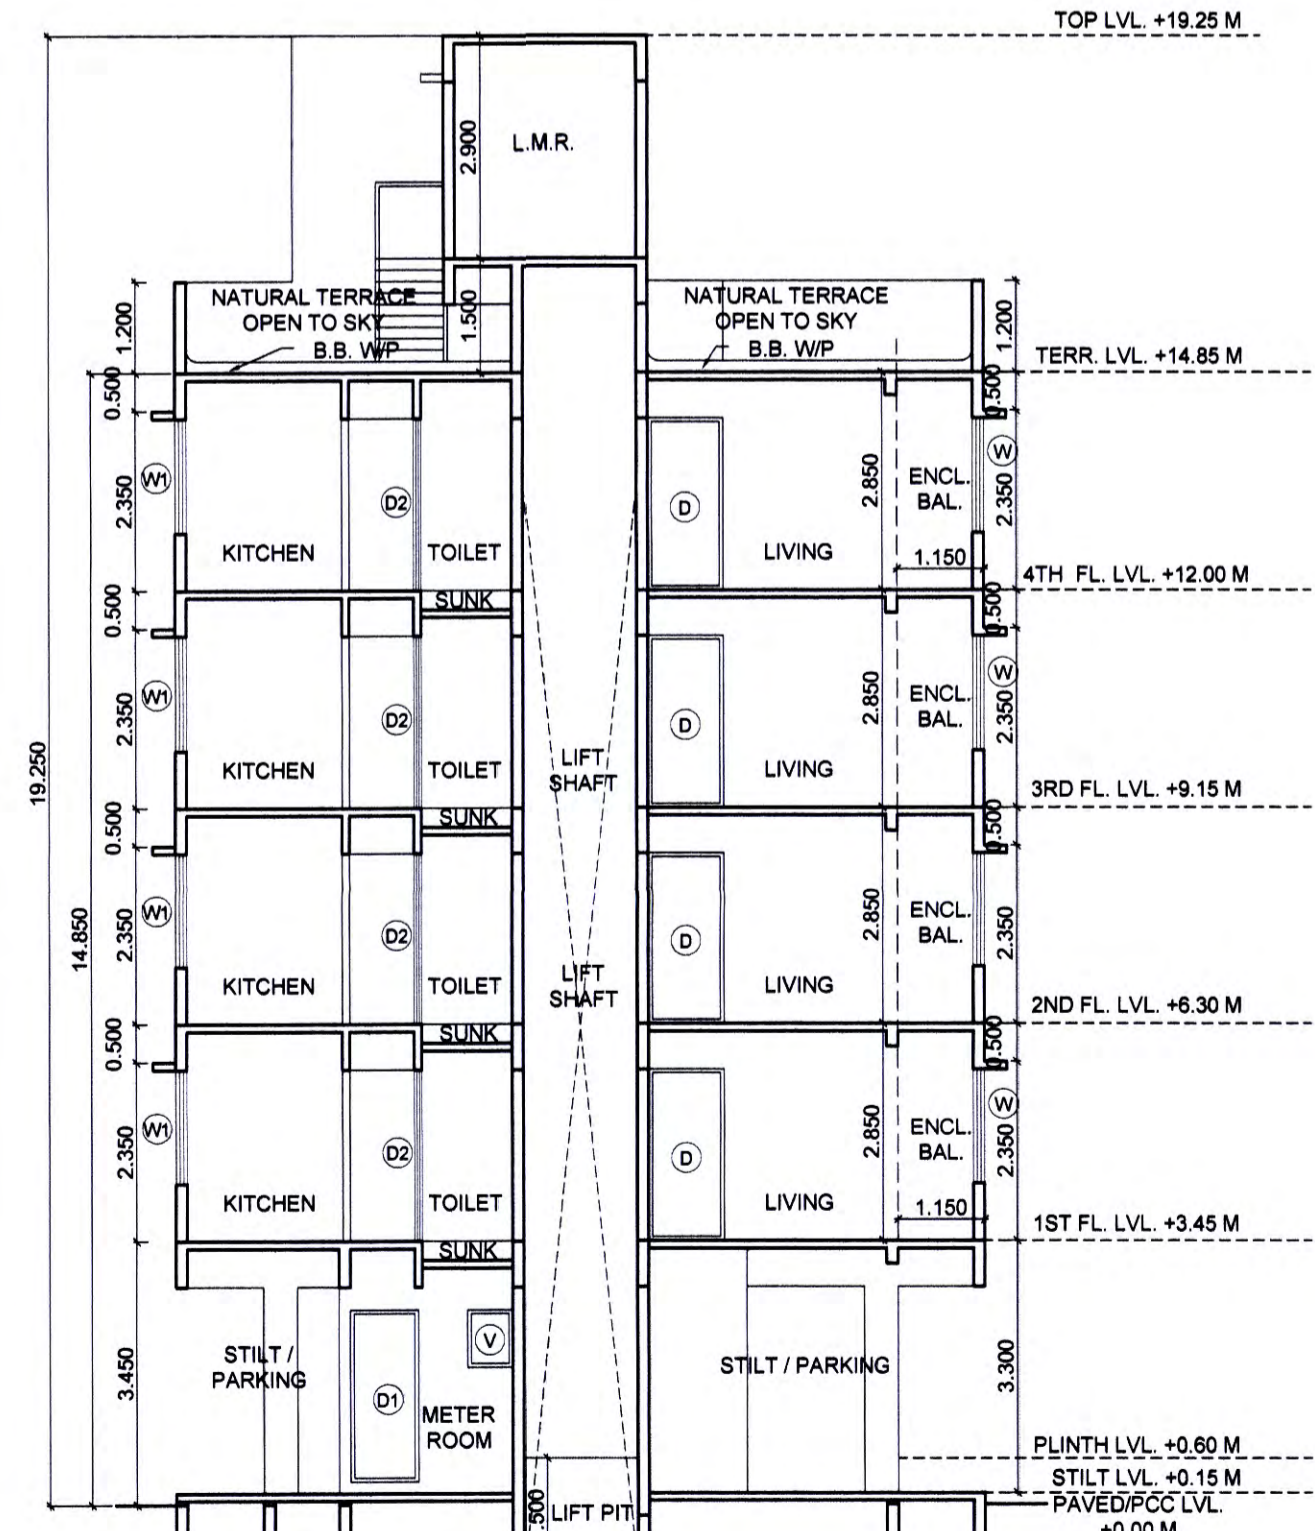 TOP LVL. +19.25 M
2.900
L.M.R.
1.200
NATURAL TERRACE
OPEN TO SKY
B.B. W/P
1.500
NATURAL TERRACE
OPEN TO SKY
B.B. W/P
1.200
TERR. LVL. +14.85 M
0.500
0.500
W1
2.350
D2
KITCHEN
TOILET
D
LIVING
2.850
ENCL.
BAL.
W
2.350
1.150
4TH FL. LVL. +12.00 M
0.500
SUNK
0.500
W1
2.350
D2
KITCHEN
TOILET
LIFT
SHAFT
D
LIVING
2.850
ENCL.
BAL.
W
2.350
3RD FL. LVL. +9.15 M
19.250
0.500
SUNK
0.500
W1
2.350
14.850
D2
KITCHEN
TOILET
LIFT
SHAFT
D
LIVING
2.850
ENCL.
BAL.
2.350
2ND FL. LVL. +6.30 M
0.500
SUNK
0.500
W1
2.350
D2
KITCHEN
TOILET
D
LIVING
2.850
ENCL.
BAL.
W
2.350
1.150
1ST FL. LVL. +3.45 M
SUNK
3.450
STILT /
PARKING
D1
V
METER
ROOM
STILT / PARKING
3.300
PLINTH LVL. +0.60 M
STILT LVL. +0.15 M
PAVED/PCC LVL.
+0.00 M
.500
LIFT PIT